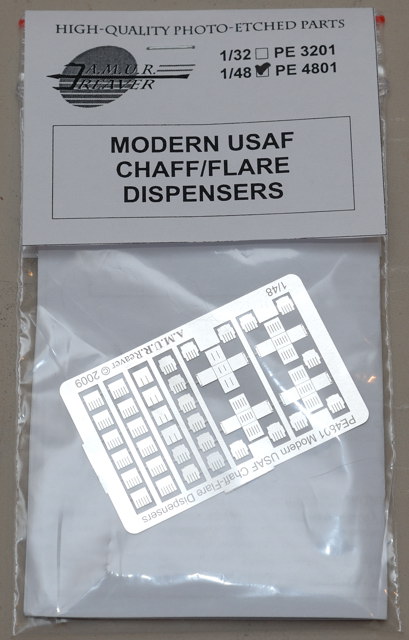 HIGH-QUALITY PHOTO-ETCHED PARTS
A.M.U.R.
REAVER
1/32 PE 3201
1/48 PE 4801
MODERN USAF
CHAFF/FLARE
DISPENSERS
1/48
A.M.U.R.Reaver © 2009
PE4801 Modern USAF Chaff-Flare Dispensers